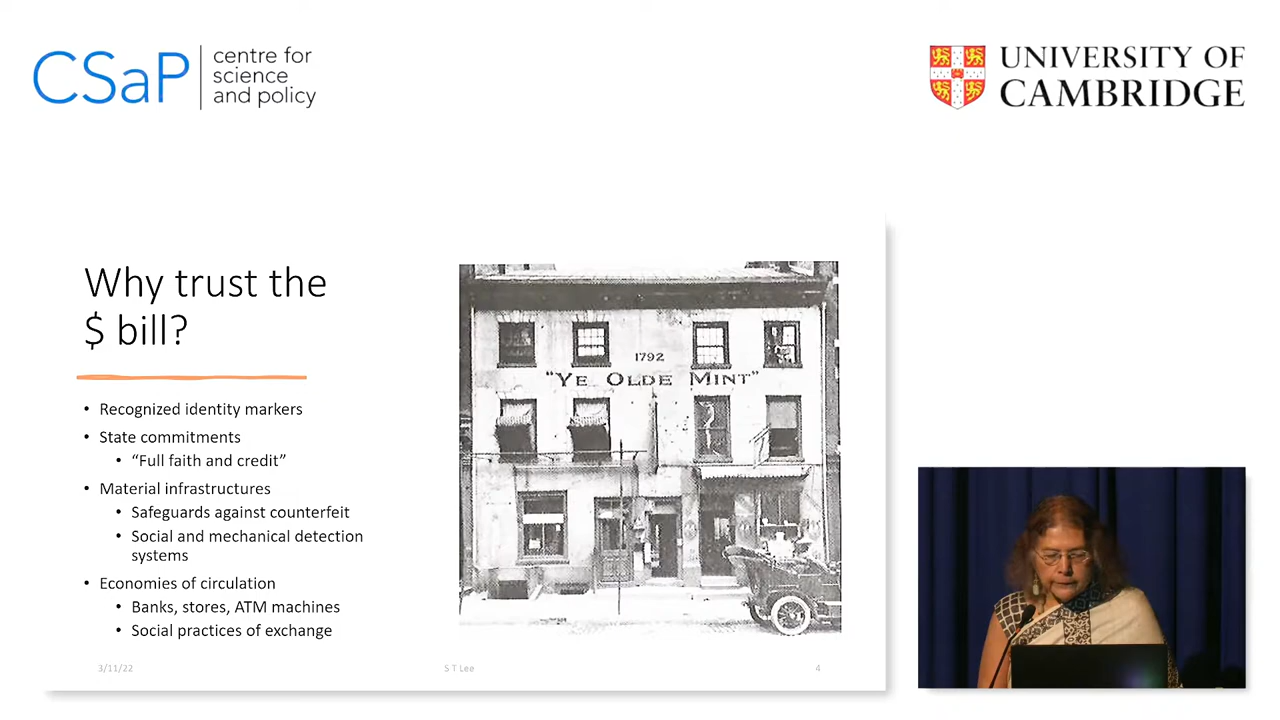 CSaP
centre for
science
and policy
UNIVERSITY OF
CAMBRIDGE
Why trust the
$ bill?
• Recognized identity markers
• State commitments
• “Full faith and credit”
• Material infrastructures
• Safeguards against counterfeit
• Social and mechanical detection
systems
• Economies of circulation
• Banks, stores, ATM machines
• Social practices of exchange
1792
"YE OLDE MINT"
3/11/22
S T Lee
4